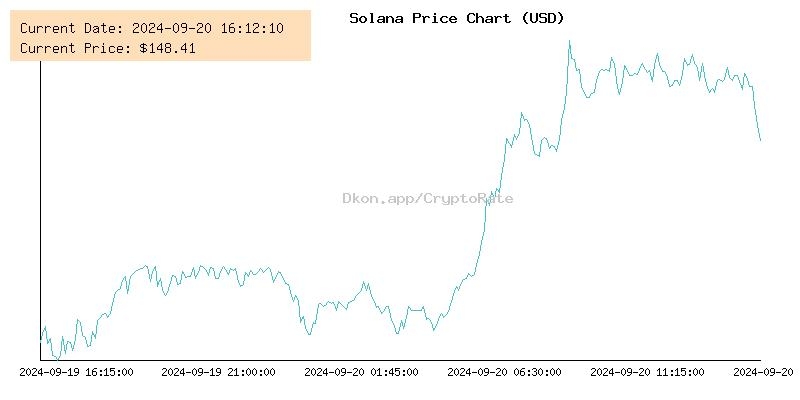 Solana Price Chart (USD)
Current Date: 2024-09-20 16:12:10
Current Price: $148.41
Dkon.app/CryptoRate
2024-09-19 16:15:00
2024-09-19 21:00:00
2024-09-20 01:45:00
2024-09-20 06:30:00
2024-09-20 11:15:00
2024-09-20